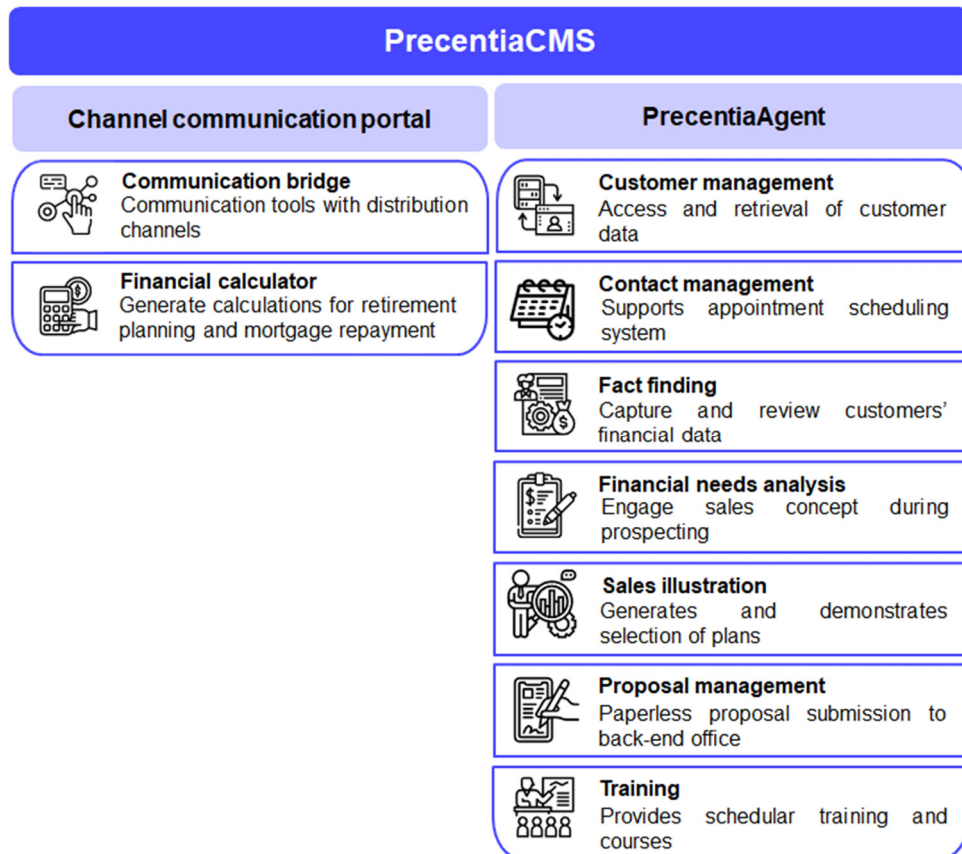 PrecentiaCMS
Channel communication portal
Communication bridge
Communication tools with distribution
channels
Financial calculator
Generate calculations for retirement
planning and mortgage repayment
PrecentiaAgent
Customer management
Access and retrieval of customer
data
Contact management
Supports appointment scheduling
system
Fact finding
Capture and review customers’
financial data
Financial needs analysis
Engage sales concept during
prospecting
Sales illustration
Generates and demonstrates
selection of plans
Proposal management
Paperless proposal submission to
back-end office
Training
Provides schedular training and
courses